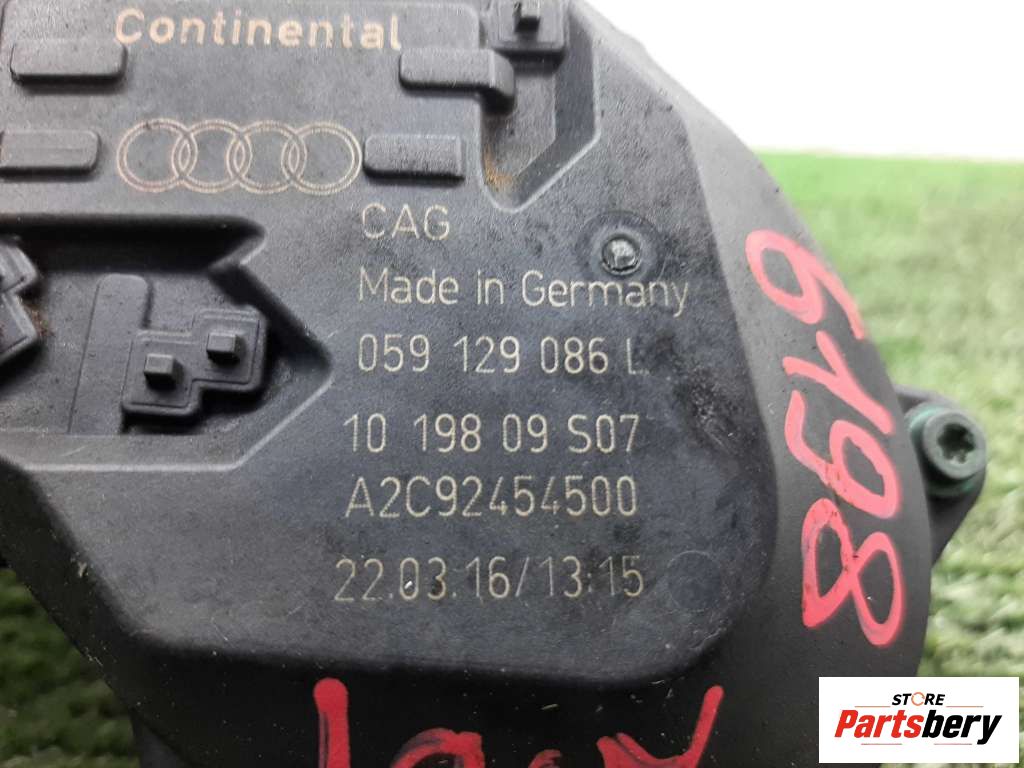 Continental
CAG
Made in Germany
059 129 086 L
10 198 09 S07
A2C92454500
22.03.16/13:15
6198
STORE
Partsbery